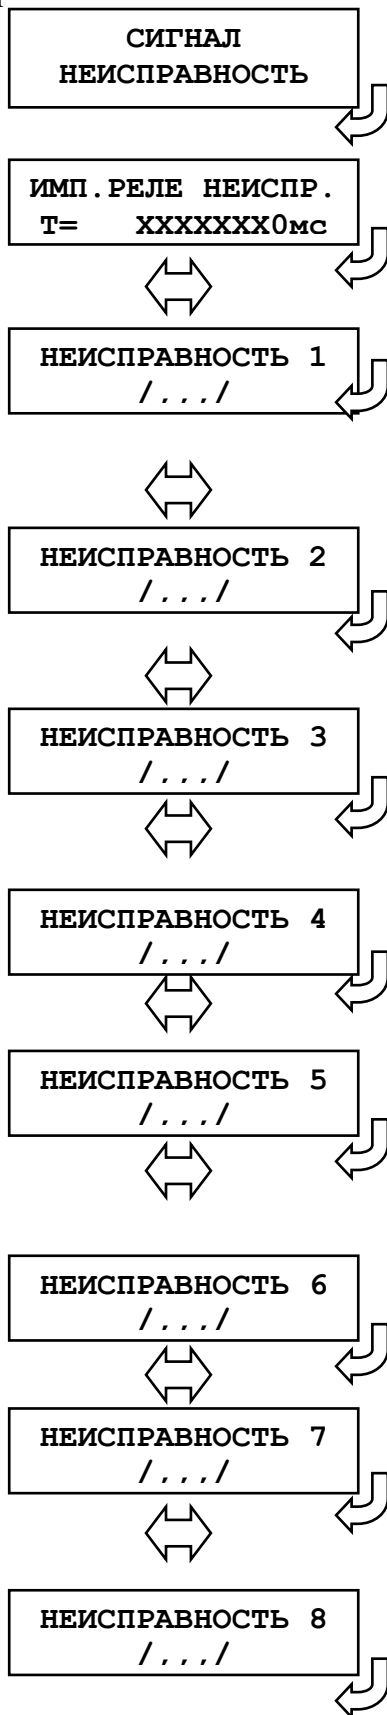 СИГНАЛ
НЕИСПРАВНОСТЬ
ИМП.РЕЛЕ НЕИСПР.
Т= ХХХХХХХ0мс
НЕИСПРАВНОСТЬ 1
/.../
НЕИСПРАВНОСТЬ 2
/.../
НЕИСПРАВНОСТЬ 3
/.../
НЕИСПРАВНОСТЬ 4
/.../
НЕИСПРАВНОСТЬ 5
/.../
НЕИСПРАВНОСТЬ 6
/.../
НЕИСПРАВНОСТЬ 7
/.../
НЕИСПРАВНОСТЬ 8
/.../